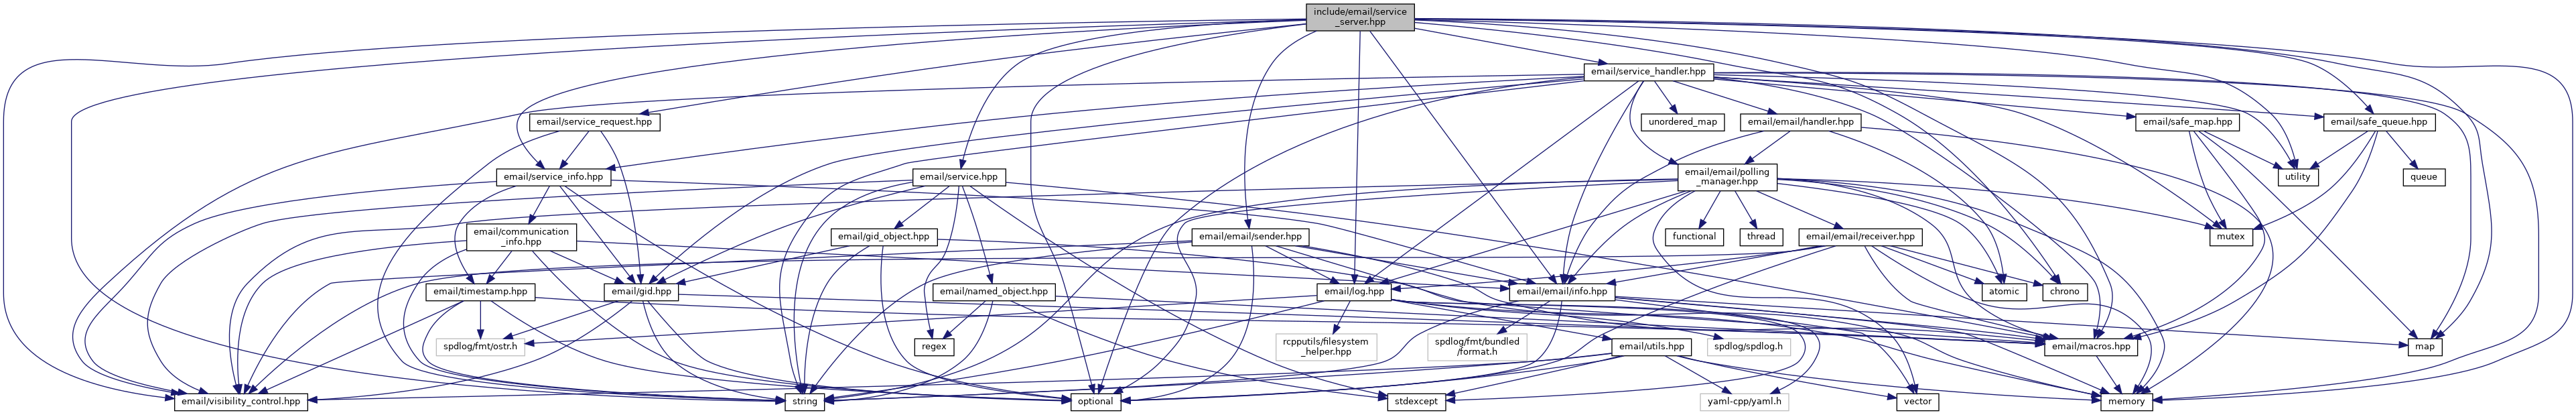 include/email/service
_server.hpp
email/service_handler.hpp
email/service_request.hpp
unordered_map
email/email/handler.hpp
email/safe_map.hpp
email/safe_queue.hpp
email/service_info.hpp
email/service.hpp
email/email/polling
_manager.hpp
utility
queue
email/communication
_info.hpp
email/gid_object.hpp
email/email/sender.hpp
functional
thread
email/email/receiver.hpp
mutex
email/timestamp.hpp
email/gid.hpp
email/named_object.hpp
email/log.hpp
email/email/info.hpp
atomic
chrono
spdlog/fmt/ostr.h
regex
rcpputils/filesystem
_helper.hpp
spdlog/fmt/bundled
/format.h
email/utils.hpp
spdlog/spdlog.h
email/macros.hpp
map
email/visibility_control.hpp
string
optional
stdexcept
yaml-cpp/yaml.h
vector
memory